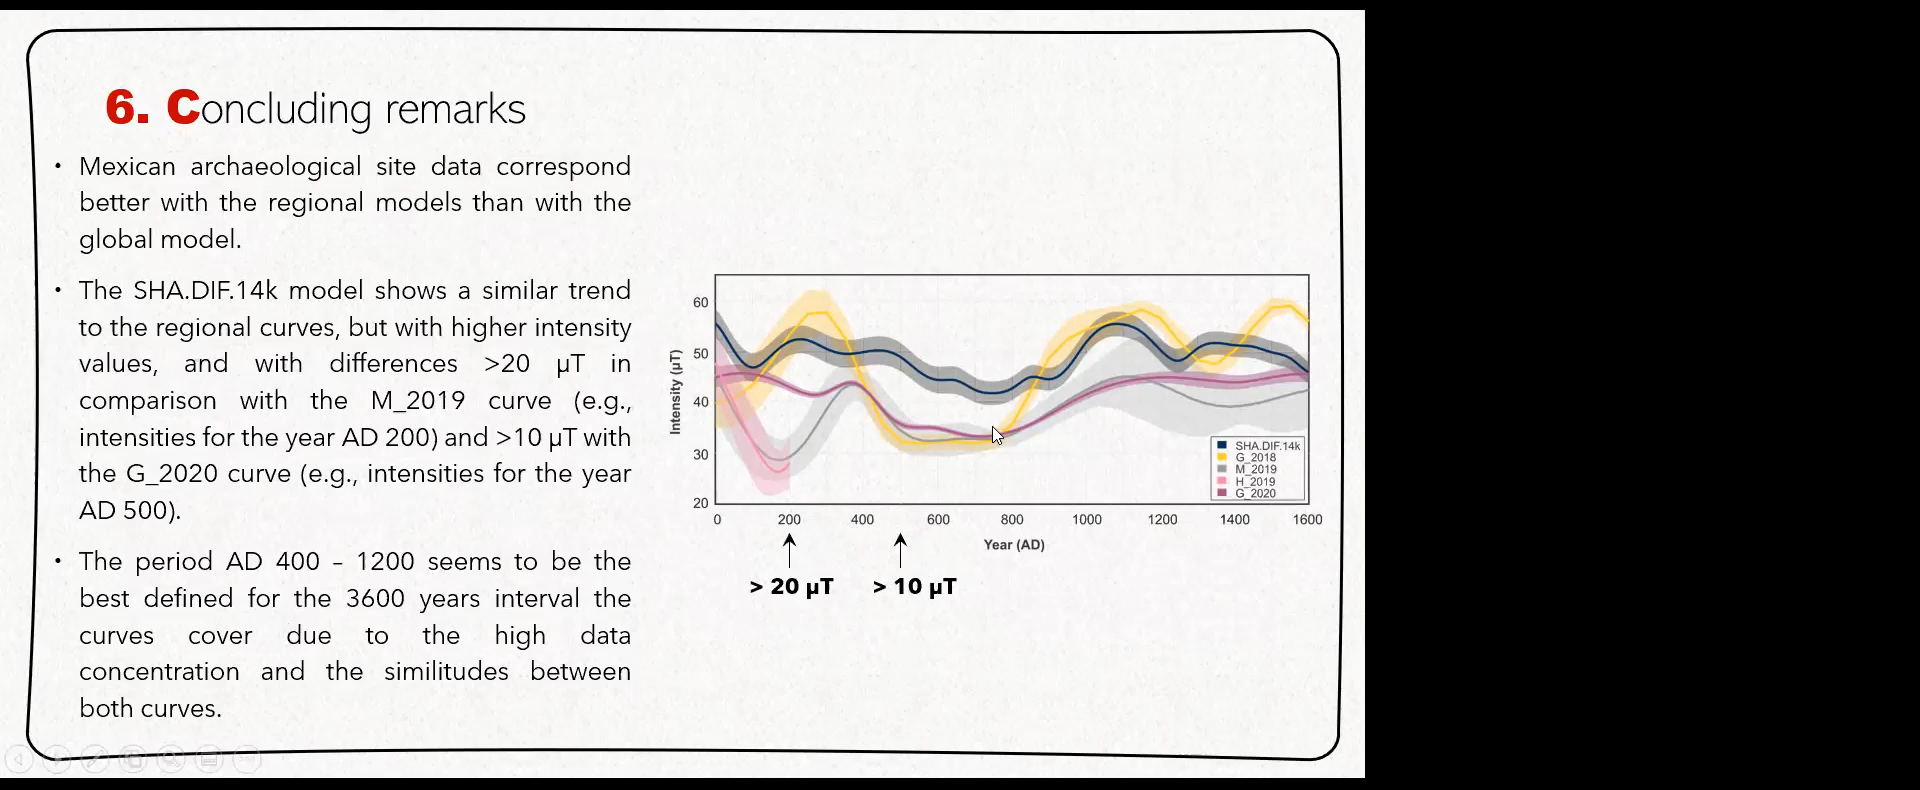 6. Concluding remarks
• Mexican archaeological site data correspond
better with the regional models than with the
global model.
• The SHA.DIF.14k model shows a similar trend
to the regional curves, but with higher intensity
values, and with differences >20 µT in
comparison with the M_2019 curve (e.g.,
intensities for the year AD 200) and >10 µT with
the G_2020 curve (e.g., intensities for the year
AD 500).
• The period AD 400 – 1200 seems to be the
best defined for the 3600 years interval the
curves cover due to the high data
concentration and the similitudes between
both curves.
Intensity (µT)
60
50
40
30
20
SHA.DIF.14k
G_2018
M_2019
H_2019
G_2020
0 200 400 600 800 1000 1200 1400 1600
Year (AD)
> 20 µT > 10 µT